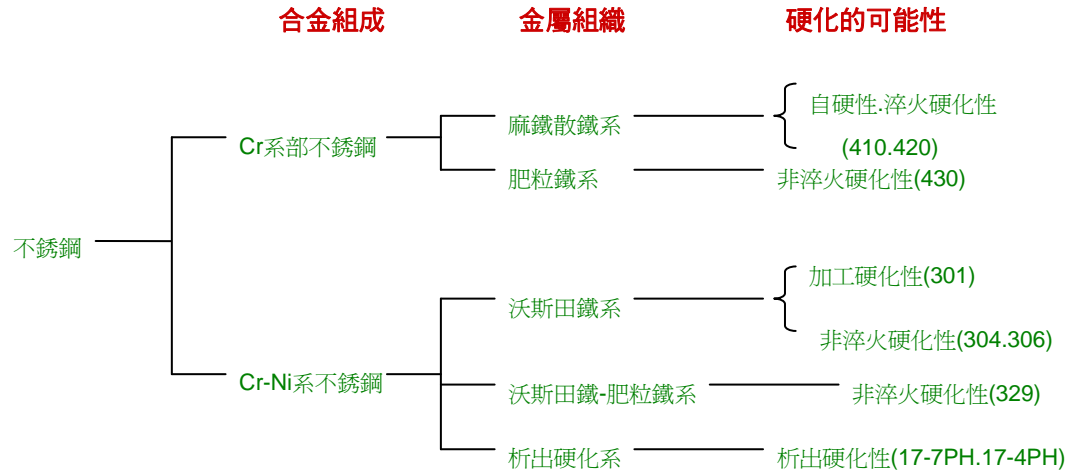 合金組成
金屬組織
硬化的可能性
自硬性.淬火硬化性
麻鐵散鐵系
Cr系部不銹鋼
(410.420)
肥粒鐵系
非淬火硬化性(430)
不銹鋼
加工硬化性(301)
沃斯田鐵系
非淬火硬化性(304.306)
Cr-Ni系不銹鋼
沃斯田鐵-肥粒鐵系
非淬火硬化性(329)
析出硬化系
析出硬化性(17-7PH.17-4PH)